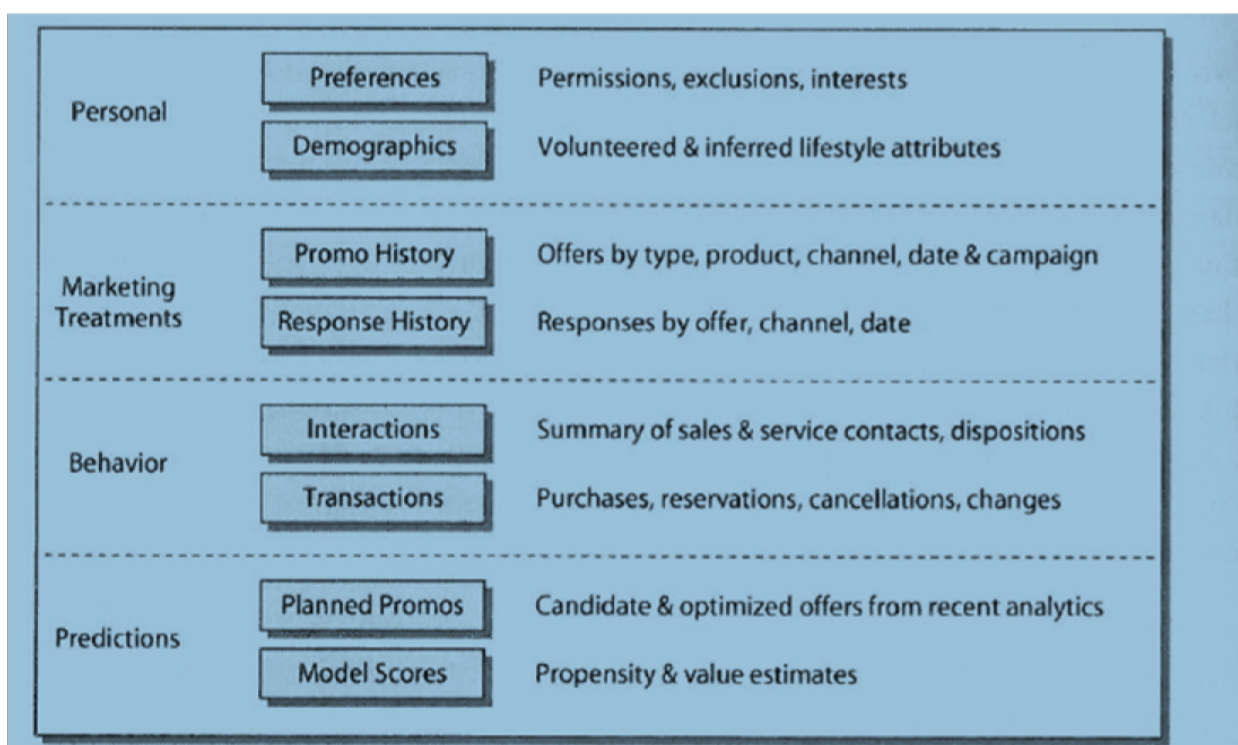 Personal
Preferences
Permissions, exclusions, interests
Demographics
Volunteered & inferred lifestyle attributes
Marketing
Treatments
Promo History
Offers by type, product, channel, date & campaign
Response History
Responses by offer, channel, date
Behavior
Interactions
Summary of sales & service contacts, dispositions
Transactions
Purchases, reservations, cancellations, changes
Predictions
Planned Promos
Candidate & optimized offers from recent analytics
Model Scores
Propensity & value estimates